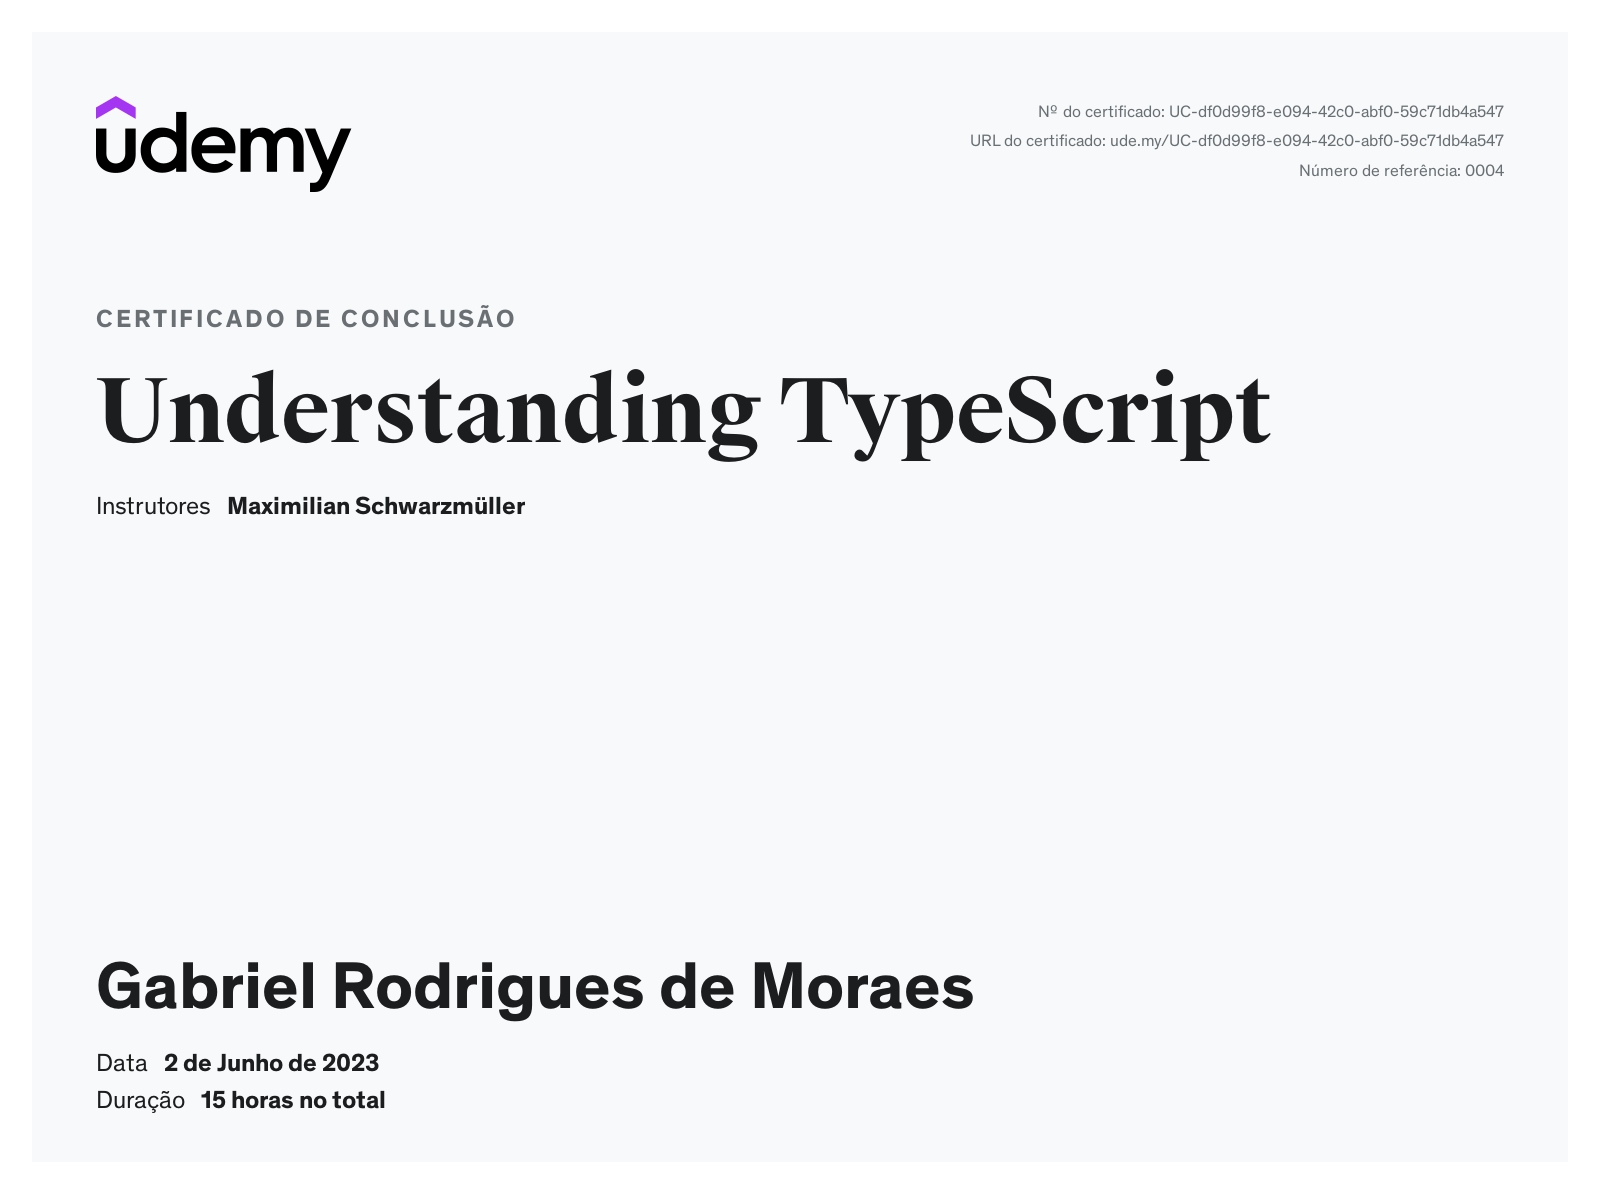 udemy
Nº do certificado: UC-df0d99f8-e094-42c0-abf0-59c71db4a547
URL do certificado: ude.my/UC-df0d99f8-e094-42c0-abf0-59c71db4a547
Número de referência: 0004
CERTIFICADO DE CONCLUSÃO
Understanding TypeScript
Instrutores Maximilian Schwarzmüller
Gabriel Rodrigues de Moraes
Data 2 de Junho de 2023
Duração 15 horas no total